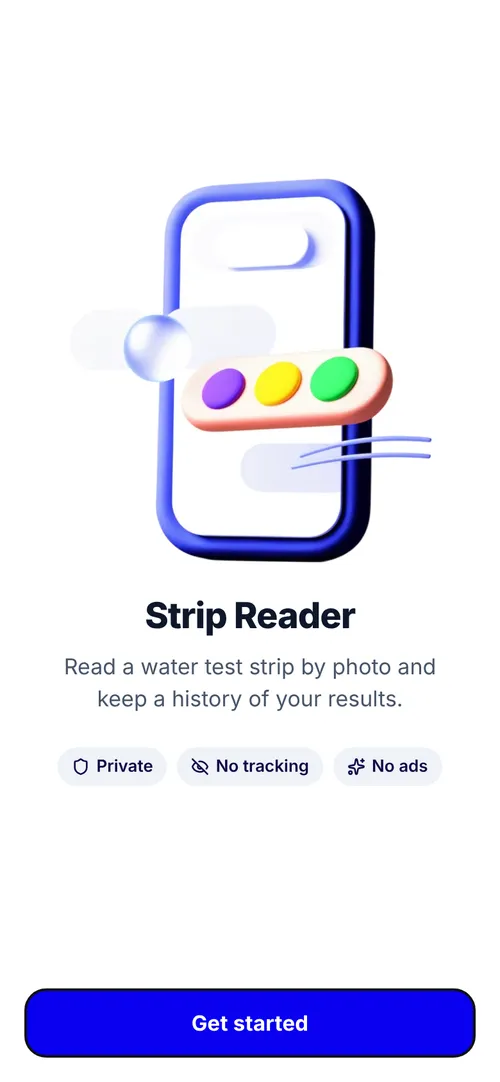 Strip Reader
Read a water test strip by photo and
keep a history of your results.
Private
No tracking
No ads
Get started